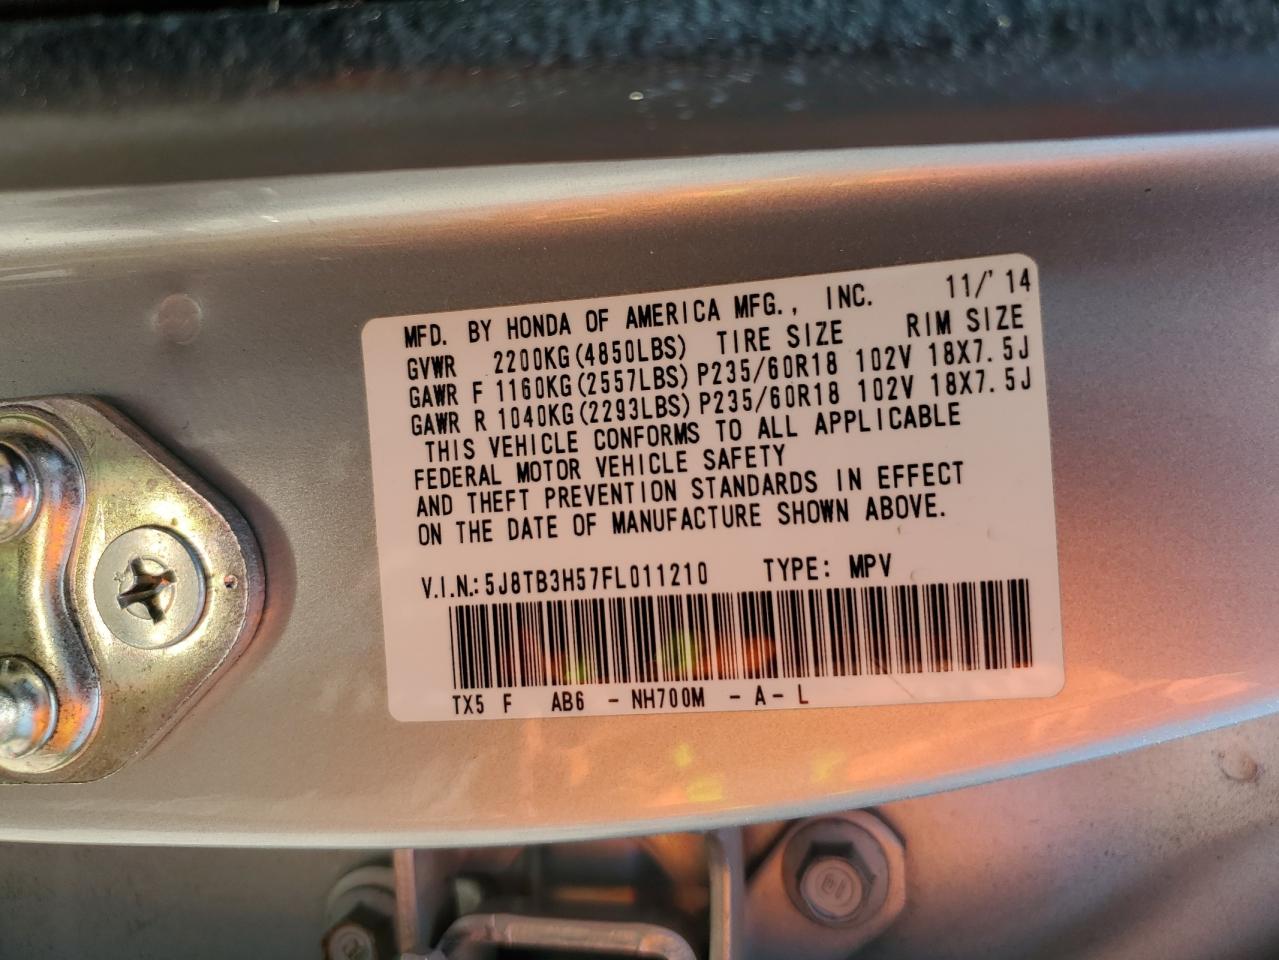 MFD. BY HONDA OF AMERICA MFG., INC. 11/'14
GVWR 2200KG(4850LBS) TIRE SIZE RIM SIZE
GAWR F 1160KG(2557LBS) P235/60R18 102V 18X7.5J
GAWR R 1040KG(2293LBS) P235/60R18 102V 18X7.5J
THIS VEHICLE CONFORMS TO ALL APPLICABLE
FEDERAL MOTOR VEHICLE SAFETY
AND THEFT PREVENTION STANDARDS IN EFFECT
ON THE DATE OF MANUFACTURE SHOWN ABOVE.
V.I.N.: 5J8TB3H57FL011210 TYPE: MPV
TX5 F AB6 - NH700M - A - L